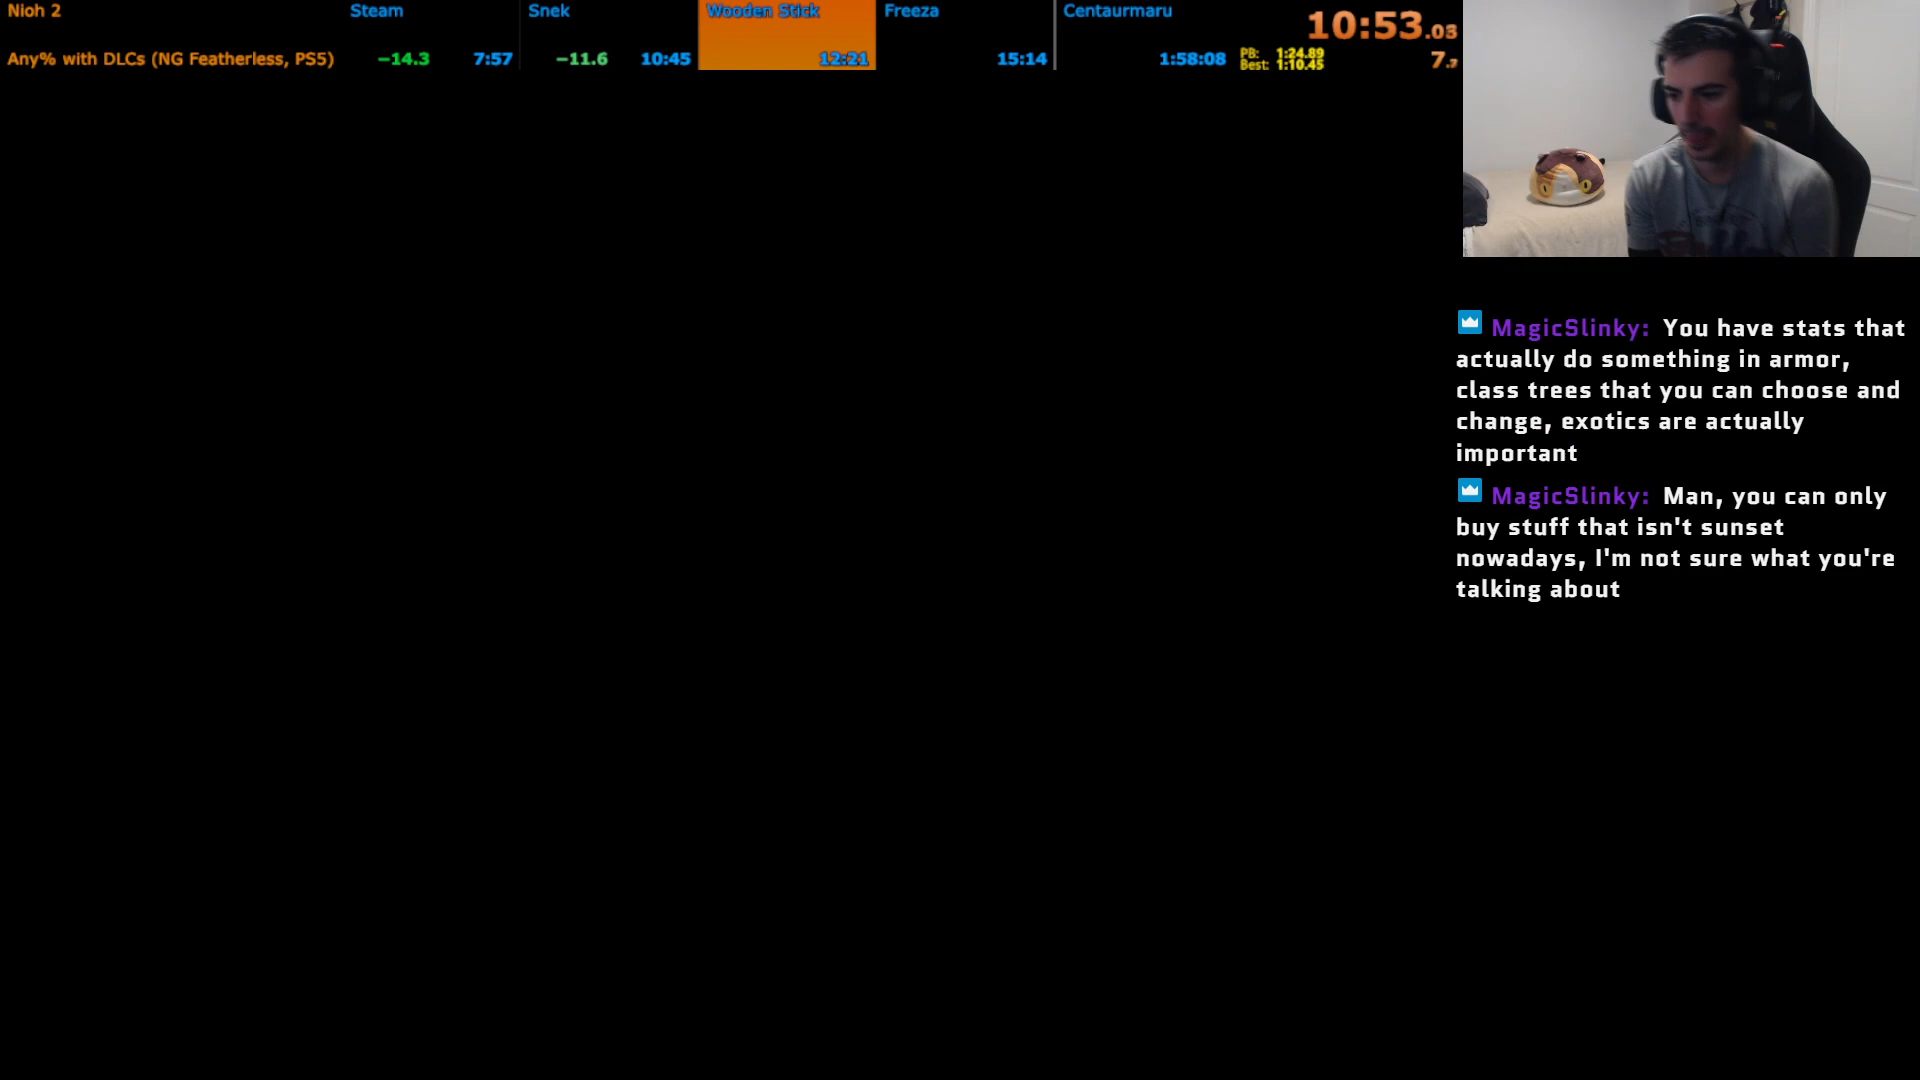 Nioh 2
Any% with DLCs (NG Featherless, PS5)
Steam
−14.3 7:57
Snek
−11.6 10:45
Wooden Stick
12:21
Freeza
15:14
Centaurmaru
1:58:08
10:53.03
PB: 1:24.89
Best: 1:10.45
7.7
MagicSlinky: You have stats that
actually do something in armor,
class trees that you can choose and
change, exotics are actually
important
MagicSlinky: Man, you can only
buy stuff that isn't sunset
nowadays, I'm not sure what you're
talking about